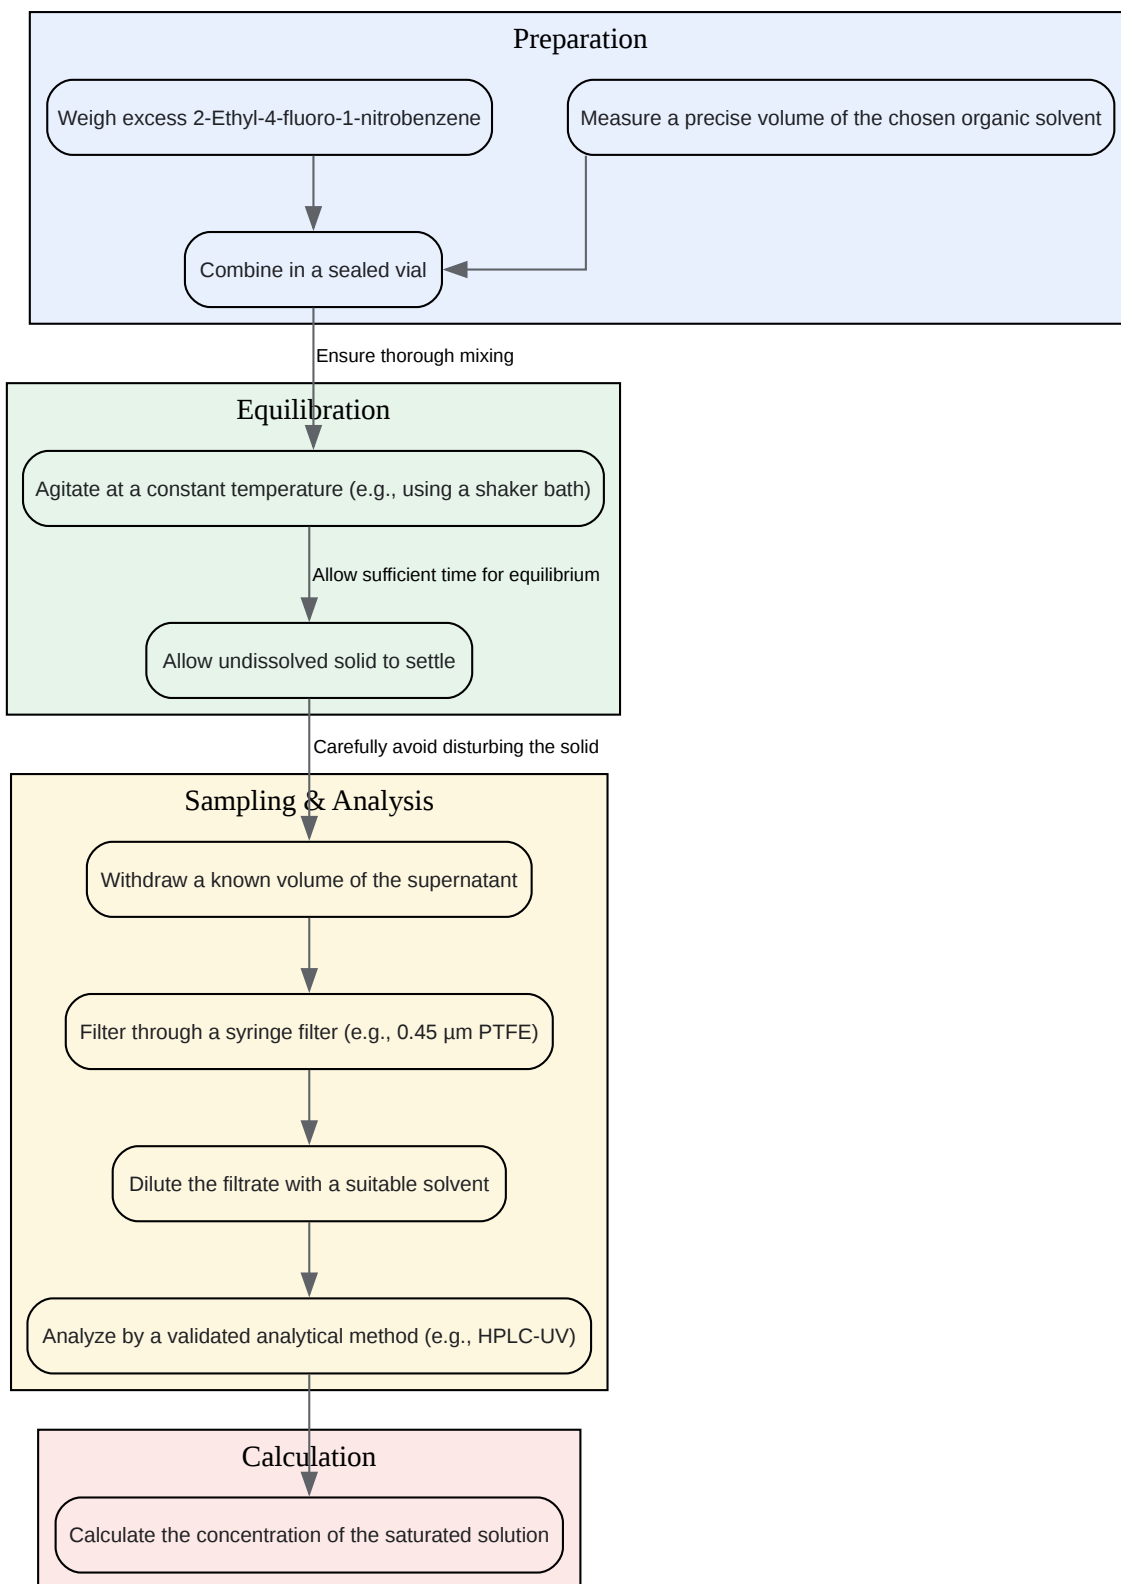 Preparation
Weigh excess 2-Ethyl-4-fluoro-1-nitrobenzene
Measure a precise volume of the chosen organic solvent
Combine in a sealed vial
Ensure thorough mixing
Equilibration
Agitate at a constant temperature (e.g., using a shaker bath)
Allow sufficient time for equilibrium
Allow undissolved solid to settle
Carefully avoid disturbing the solid
Sampling & Analysis
Withdraw a known volume of the supernatant
Filter through a syringe filter (e.g., 0.45 µm PTFE)
Dilute the filtrate with a suitable solvent
Analyze by a validated analytical method (e.g., HPLC-UV)
Calculation
Calculate the concentration of the saturated solution